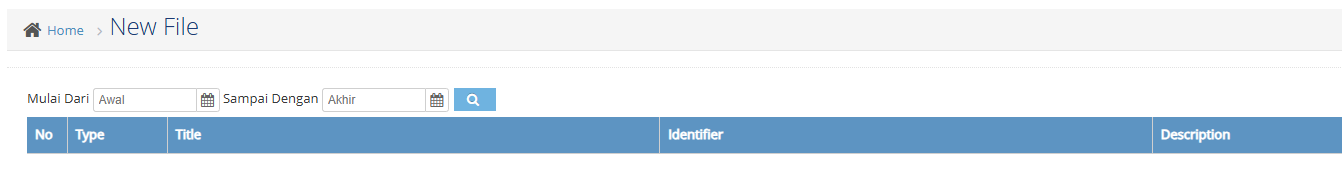 Home > New File
Mulai Dari Awal Sampai Dengan Akhir
No Type Title Identifier Description